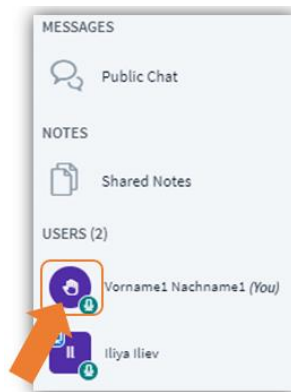 MESSAGES
Public Chat
NOTES
Shared Notes
USERS (2)
Vorname1 Nachname1 (You)
IL
Iliya Iliev